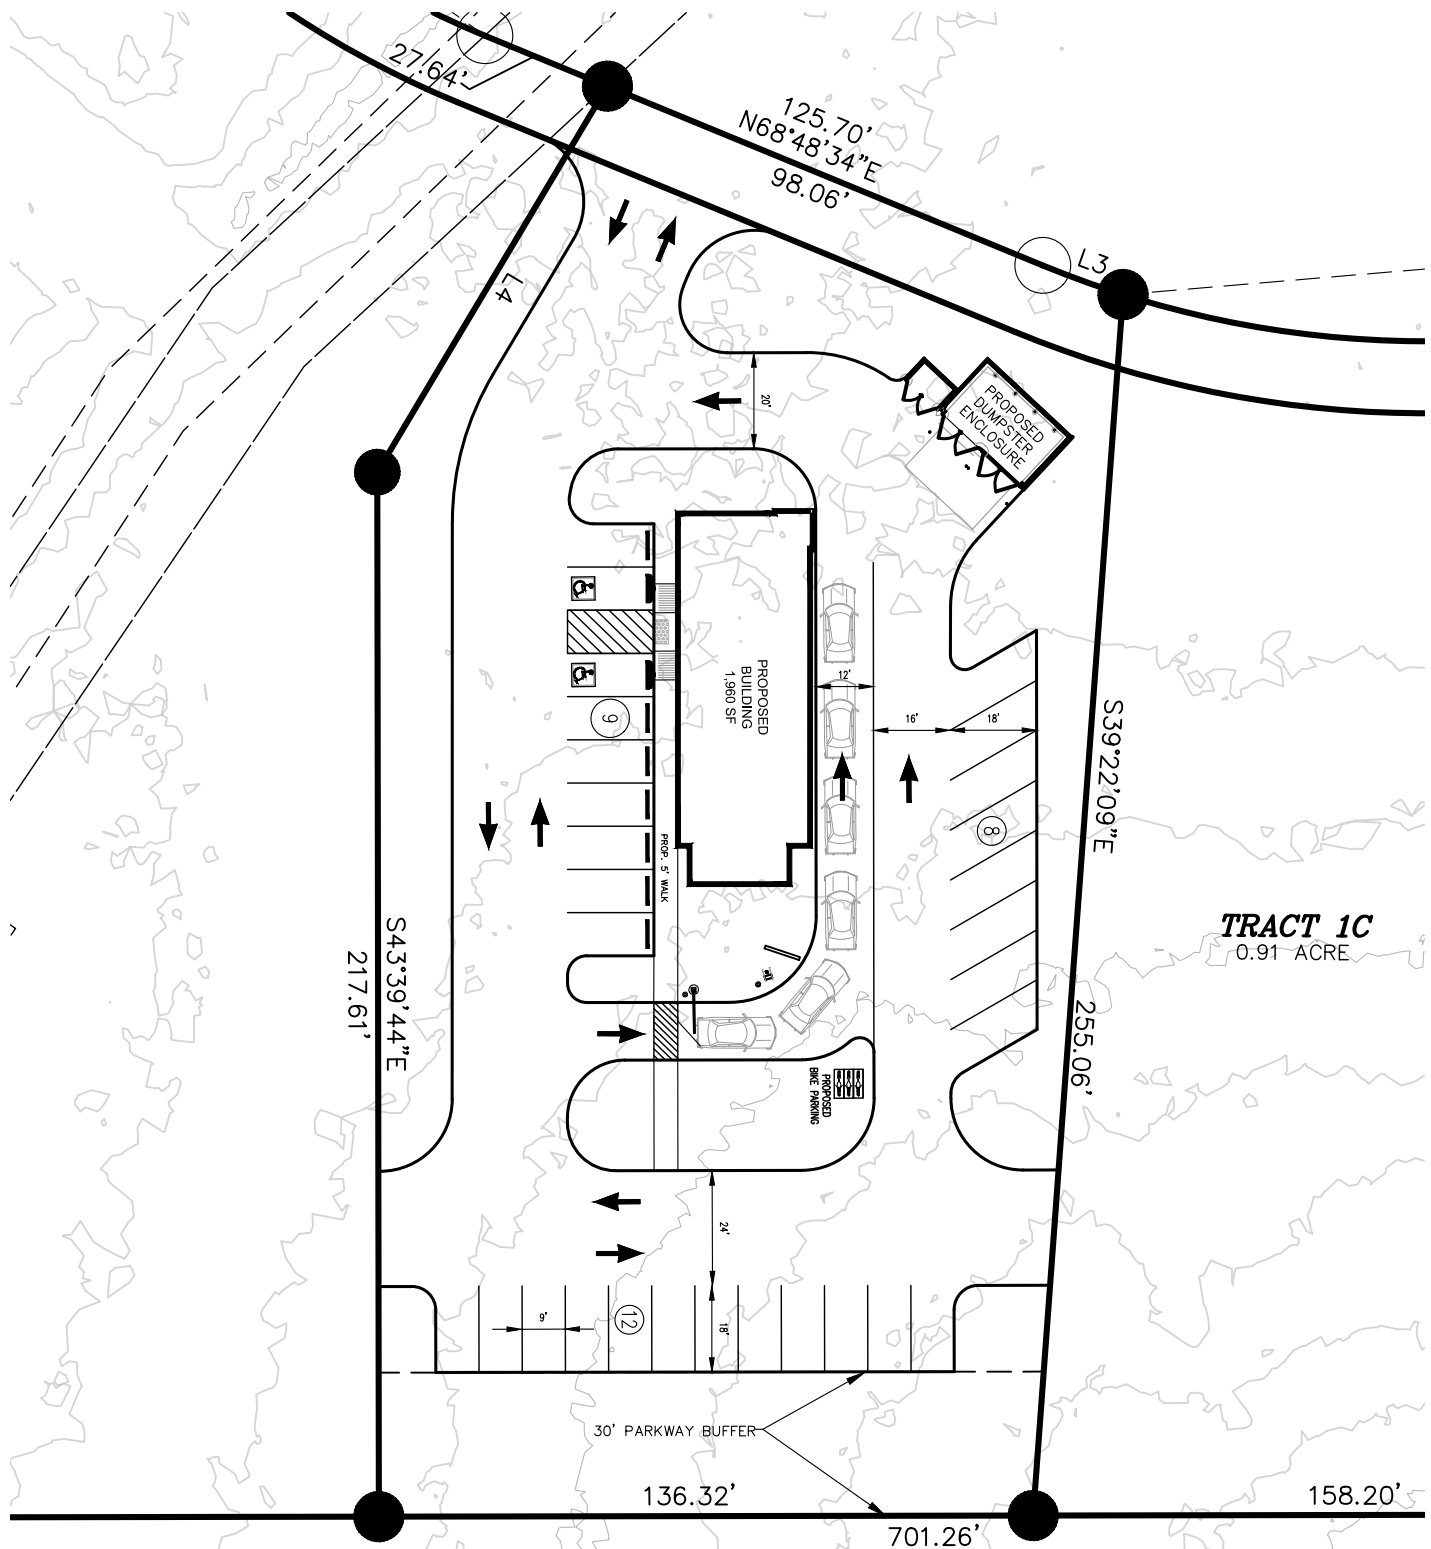 27.64'
125.70'
N68°48'34"E
98.06'
L3
L4
PROPOSED
DUMPSTER
ENCLOSURE
20'
PROPOSED
BUILDING
1,960 SF
12'
16'
18'
9
8
S39°22'09"E
255.06'
PROP. 5' WALK
TRACT 1C
0.91 ACRE
S43°39'44"E
217.61'
PROPOSED
BIKE PARKING
24'
9'
12
18'
30' PARKWAY BUFFER
136.32'
158.20'
701.26'